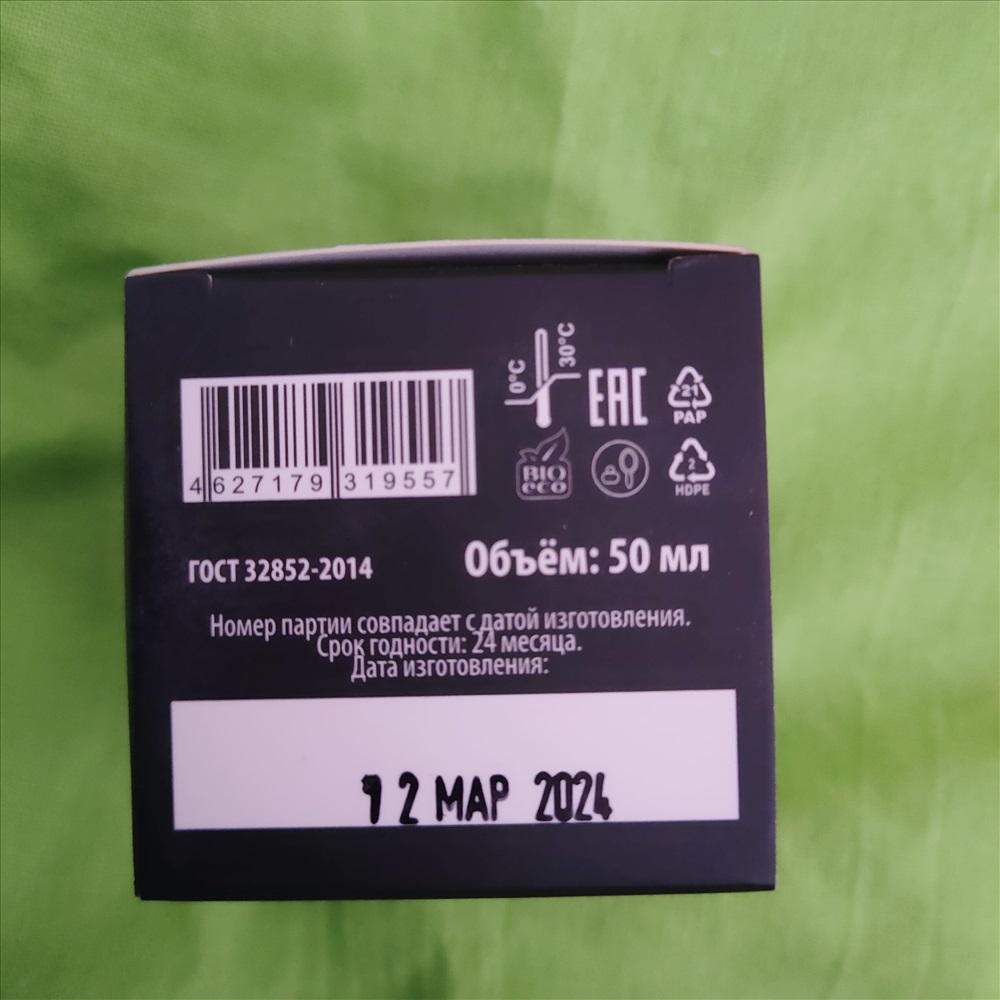 0°C 30°C
EAC
21
PAP
4 627179 319557
BIO
eco
2
HDPE
ГОСТ 32852-2014
Объём: 50 мл
Номер партии совпадает с датой изготовления.
Срок годности: 24 месяца.
Дата изготовления:
12 МАР 2024